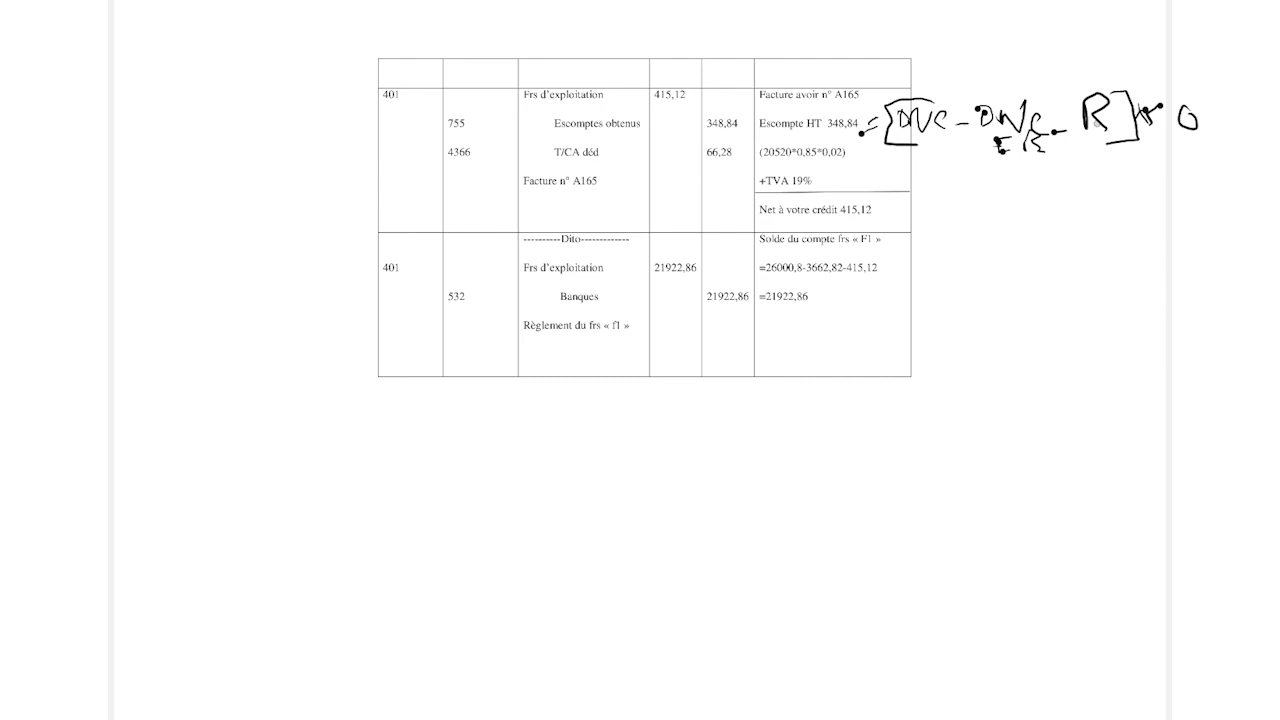 401 Frs d’exploitation 415,12 Facture avoir n° A165
755 Escomptes obtenus 348,84 Escompte HT 348,84
4366 T/CA déd 66,28 (20520*0,85*0,02)
Facture n° A165 +TVA 19%
Net à votre crédit 415,12
----------Dito------------- Solde du compte frs « F1 »
401 Frs d’exploitation 21922,86 =26000,8-3662,82-415,12
532 Banques 21922,86 =21922,86
Règlement du frs « f1 »